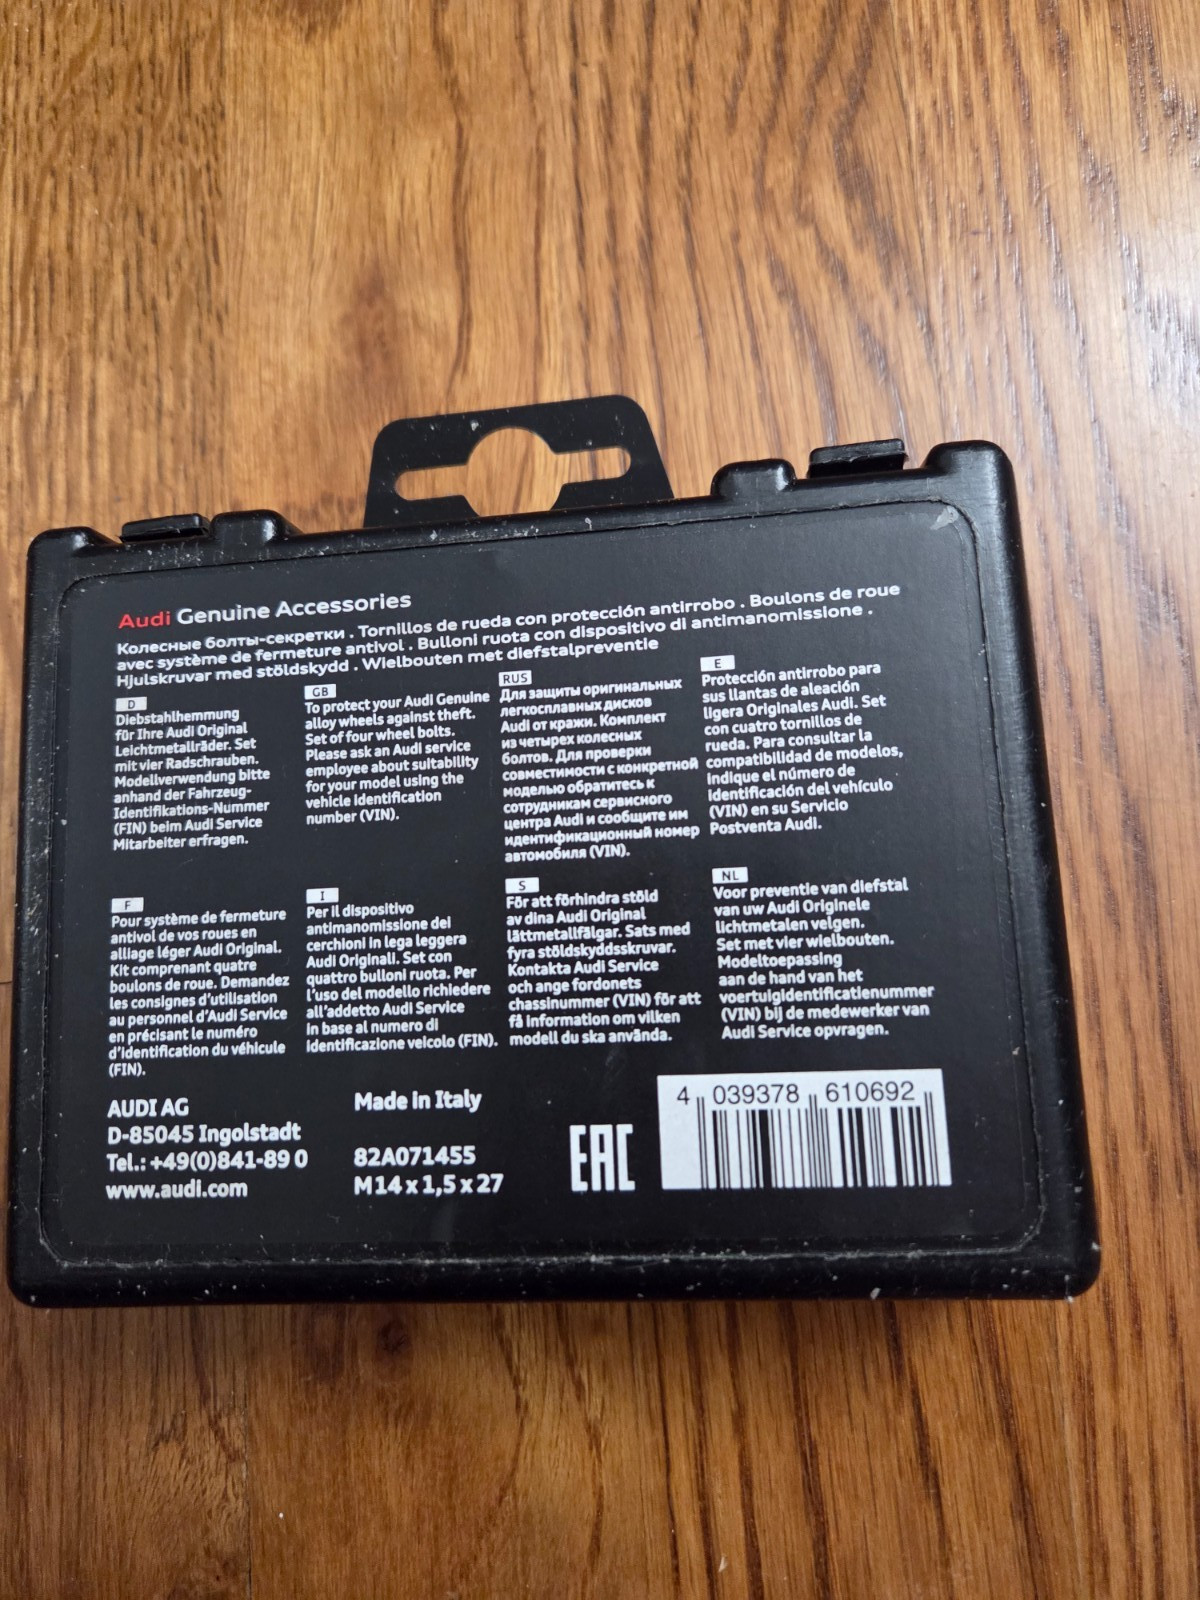 Audi Genuine Accessories
Колесные болты-секретки . Tornillos de rueda con protección antirrobo . Boulons de roue
avec système de fermeture antivol . Bulloni ruota con dispositivo di antimanomissione .
Hjulskruvar med stöldskydd . Wielbouten met diefstalpreventie
D
Diebstahlhemmung
für Ihre Audi Original
Leichtmetallräder. Set
mit vier Radschrauben.
Modellverwendung bitte
anhand der Fahrzeug-
Identifikations-Nummer
(FIN) beim Audi Service
Mitarbeiter erfragen.
GB
To protect your Audi Genuine
alloy wheels against theft.
Set of four wheel bolts.
Please ask an Audi service
employee about suitability
for your model using the
vehicle identification
number (VIN).
RUS
Для защиты оригинальных
легкосплавных дисков
Audi от кражи. Комплект
из четырех колесных
болтов. Для проверки
совместимости с конкретной
моделью обратитесь к
сотрудникам сервисного
центра Audi и сообщите им
идентификационный номер
автомобиля (VIN).
E
Protección antirrobo para
sus llantas de aleación
ligera Originales Audi. Set
con cuatro tornillos de
rueda. Para consultar la
compatibilidad de modelos,
indique el número de
identificación del vehículo
(VIN) en su Servicio
Postventa Audi.
F
Pour système de fermeture
antivol de vos roues en
alliage léger Audi Original.
Kit comprenant quatre
boulons de roue. Demandez
les consignes d'utilisation
au personnel d'Audi Service
en précisant le numéro
d'identification du véhicule
(FIN).
I
Per il dispositivo
antimanomissione dei
cerchioni in lega leggera
Audi Originali. Set con
quattro bulloni ruota. Per
l'uso del modello richiedere
all'addetto Audi Service
in base al numero di
identificazione veicolo (FIN).
S
För att förhindra stöld
av dina Audi Original
lättmetallfälgar. Sats med
fyra stöldskyddsskruvar.
Kontakta Audi Service
och ange fordonets
chassinummer (VIN) för att
få information om vilken
modell du ska använda.
NL
Voor preventie van diefstal
van uw Audi Originele
lichtmetalen velgen.
Set met vier wielbouten.
Modeltoepassing
aan de hand van het
voertuigidentificatienummer
(VIN) bij de medewerker van
Audi Service opvragen.
AUDI AG
D-85045 Ingolstadt
Tel.: +49(0)841-89 0
www.audi.com
Made in Italy
82A071455
M14 x 1,5 x 27
EAC
4 039378 610692